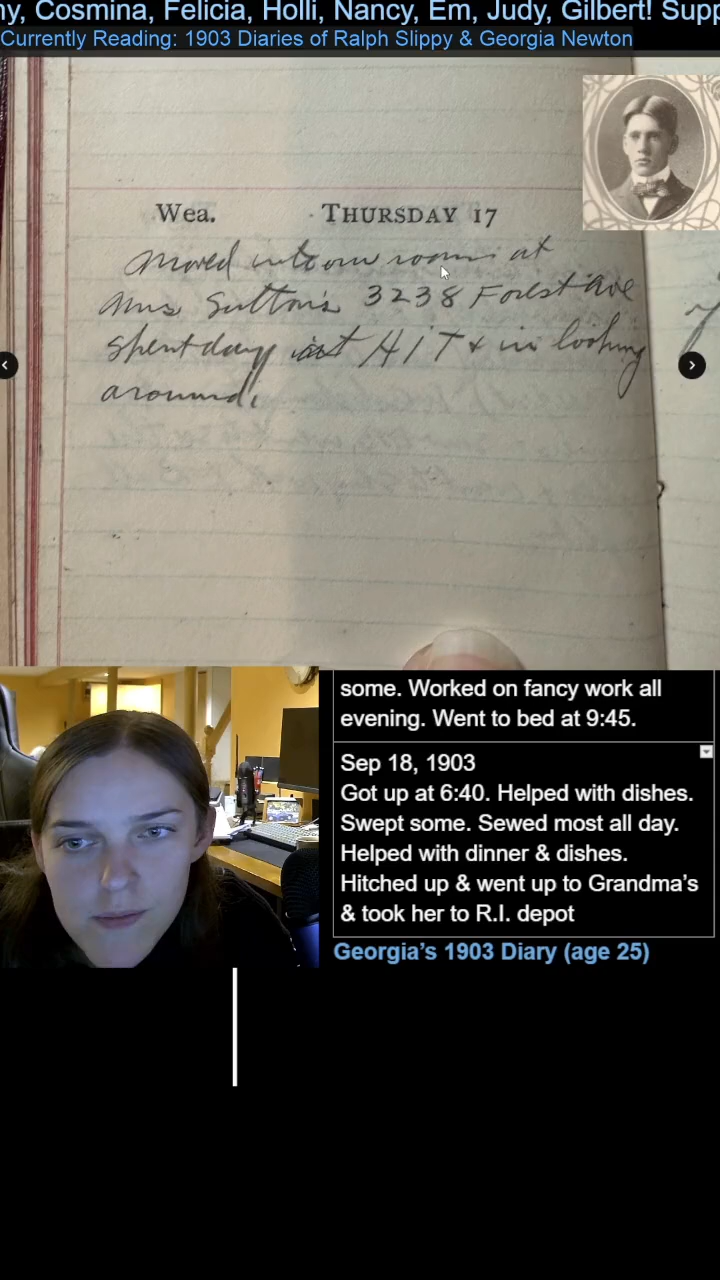 ny, Cosmina, Felicia, Holli, Nancy, Em, Judy, Gilbert! Supp
Currently Reading: 1903 Diaries of Ralph Slippy & Georgia Newton
Wea. THURSDAY 17
Moved into our rooms at
Mrs Sutton's 3238 Forest Ave
Spent day at AIT & in looking
around.
some. Worked on fancy work all
evening. Went to bed at 9:45.
Sep 18, 1903
Got up at 6:40. Helped with dishes.
Swept some. Sewed most all day.
Helped with dinner & dishes.
Hitched up & went up to Grandma's
& took her to R.I. depot
Georgia's 1903 Diary (age 25)